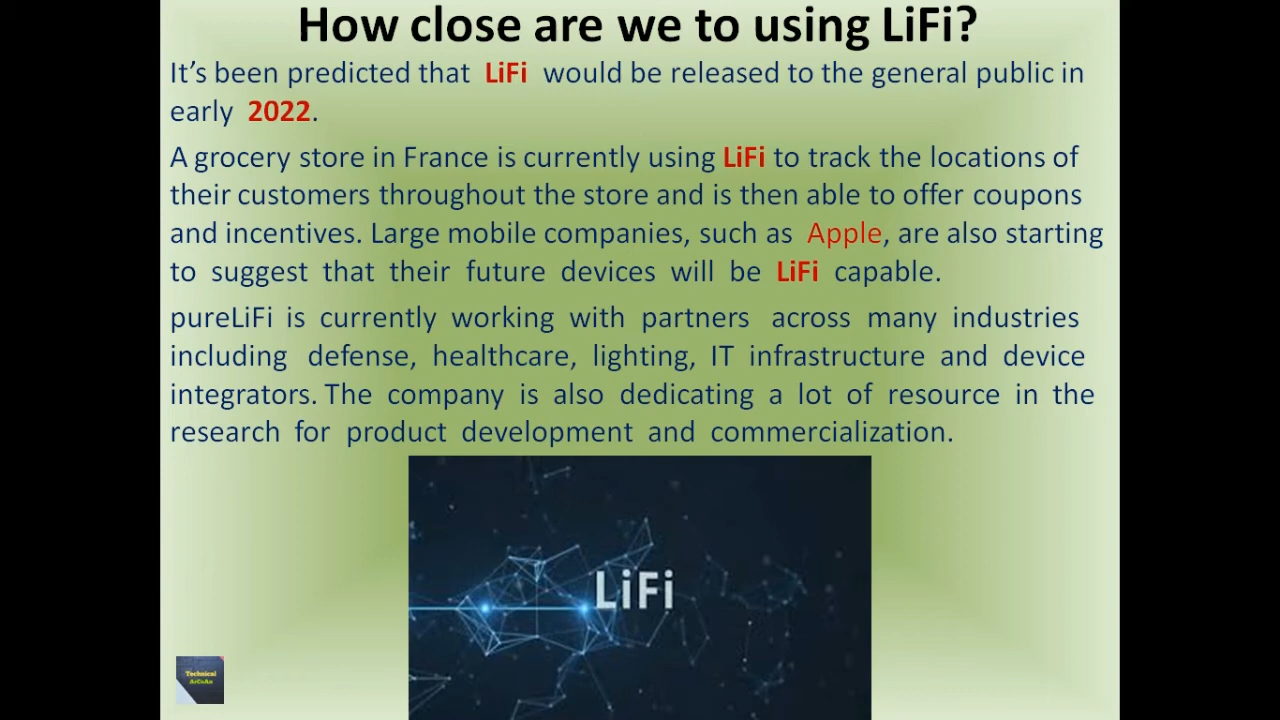 How close are we to using LiFi?
It's been predicted that LiFi would be released to the general public in
early 2022.
A grocery store in France is currently using LiFi to track the locations of
their customers throughout the store and is then able to offer coupons
and incentives. Large mobile companies, such as Apple, are also starting
to suggest that their future devices will be LiFi capable.
pureLiFi is currently working with partners across many industries
including defense, healthcare, lighting, IT infrastructure and device
integrators. The company is also dedicating a lot of resource in the
research for product development and commercialization.
LiFi
Technical